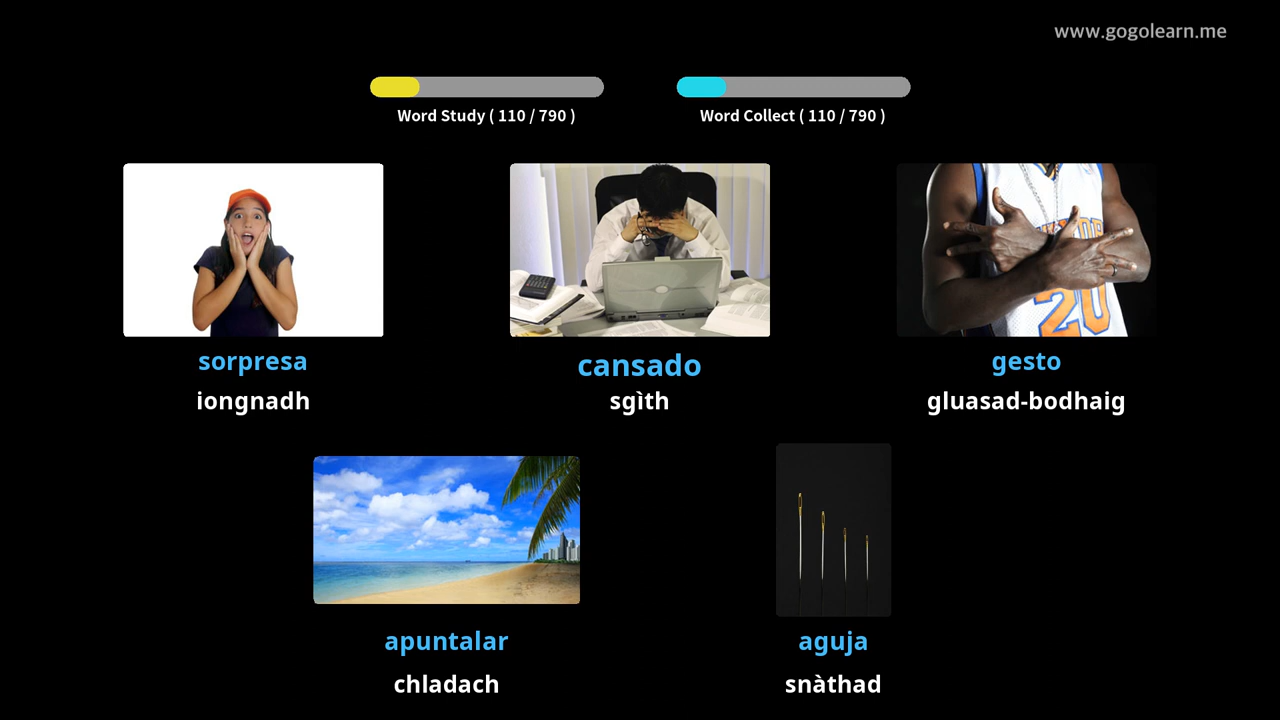 www.gogolearn.me
Word Study ( 110 / 790 )
Word Collect ( 110 / 790 )
20
sorpresa
cansado
gesto
iongnadh
sgìth
gluasad-bodhaig
apuntalar
aguja
chladach
snàthad